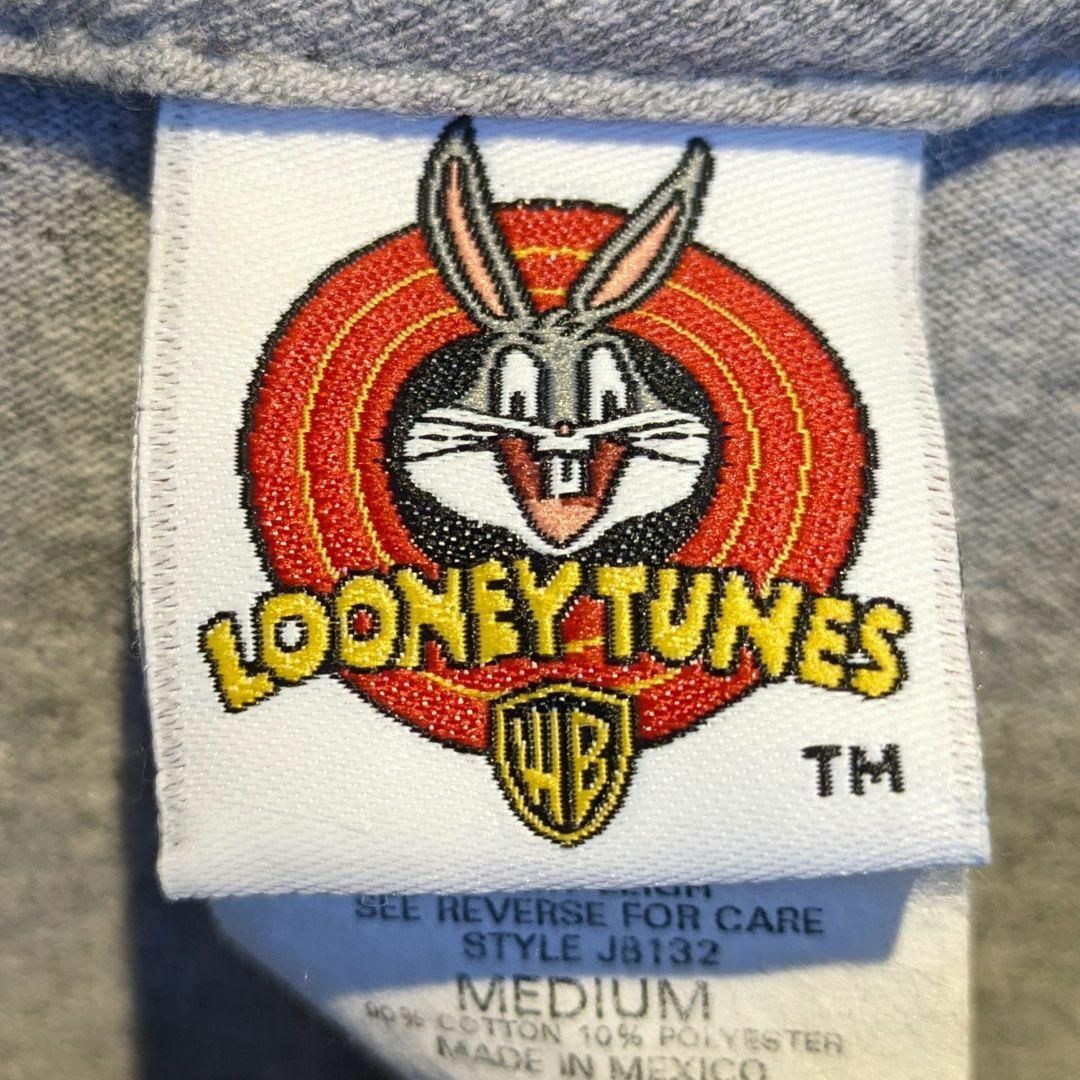 LOONEY TUNES
WB
TM
SEE REVERSE FOR CARE
STYLE J8132
MEDIUM
90% COTTON 10% POLYESTER
MADE IN MEXICO